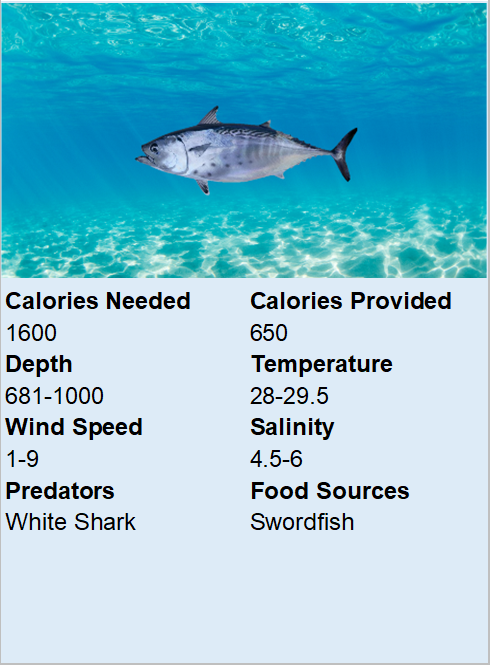 Calories Needed Calories Provided
1600 650
Depth Temperature
681-1000 28-29.5
Wind Speed Salinity
1-9 4.5-6
Predators Food Sources
White Shark Swordfish